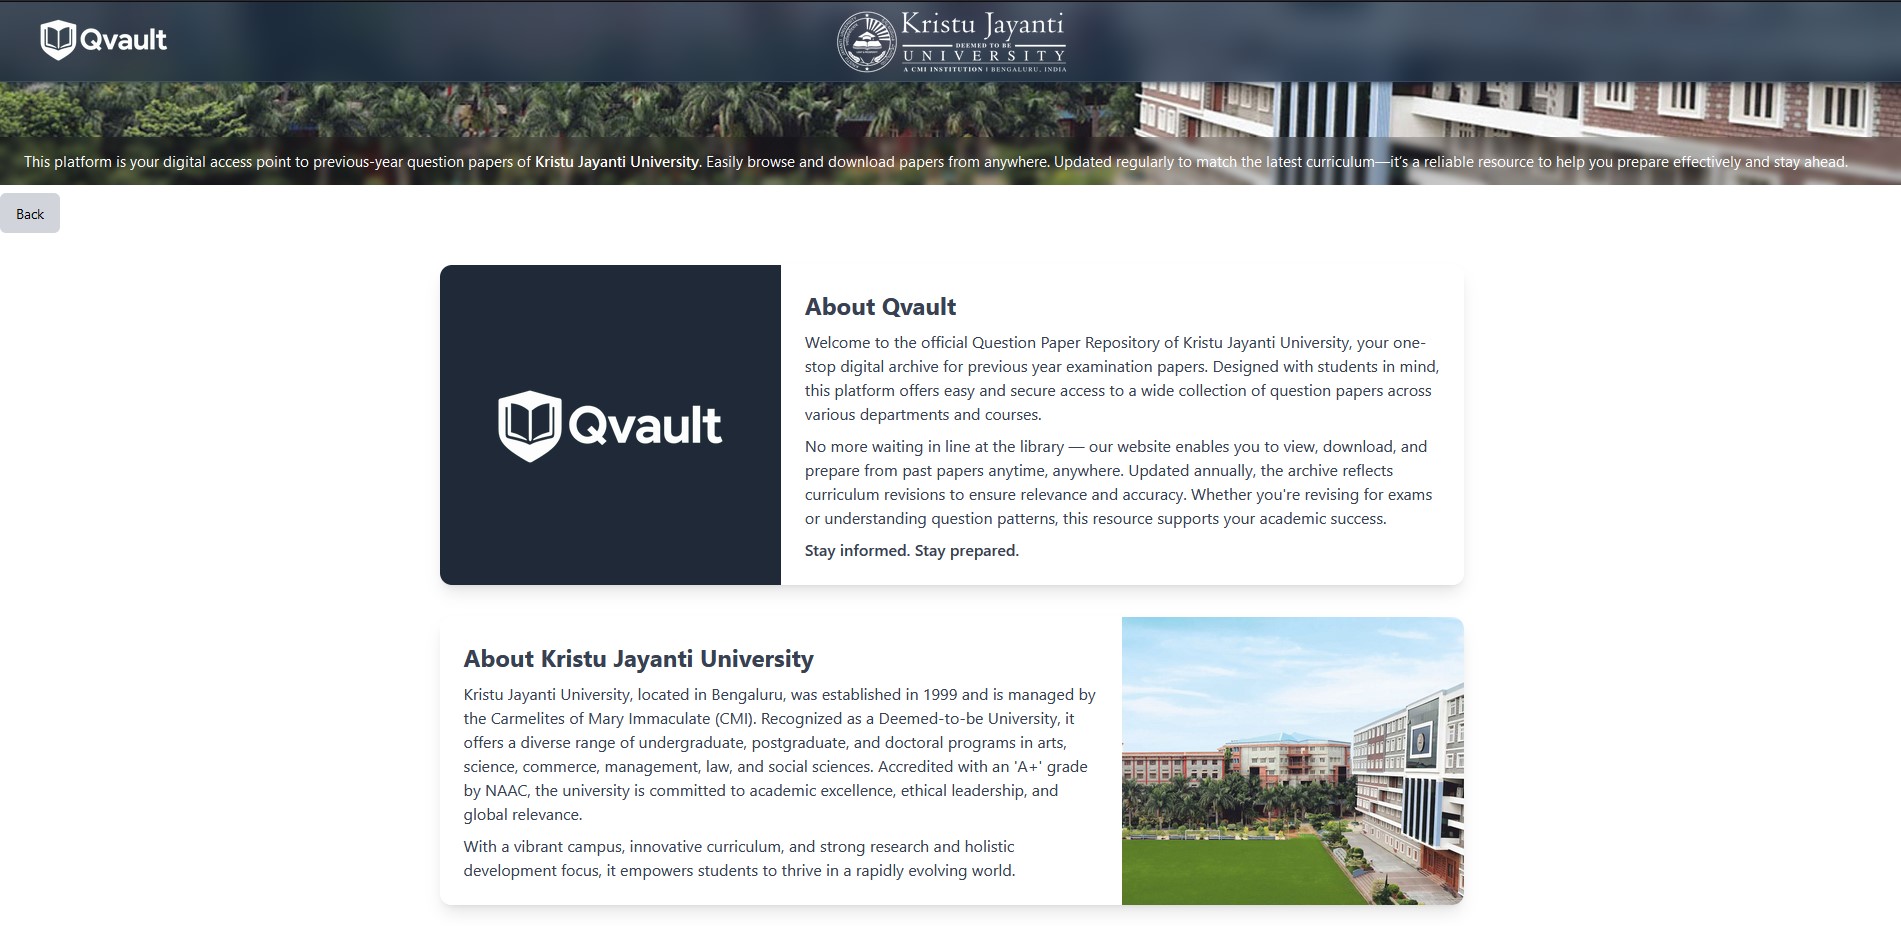 Qvault
Kristu Jayanti
DEEMED TO BE
UNIVERSITY
A CMI INSTITUTION | BENGALURU, INDIA
This platform is your digital access point to previous-year question papers of Kristu Jayanti University. Easily browse and download papers from anywhere. Updated regularly to match the latest curriculum—it's a reliable resource to help you prepare effectively and stay ahead.
Back
Qvault
About Qvault
Welcome to the official Question Paper Repository of Kristu Jayanti University, your one-
stop digital archive for previous year examination papers. Designed with students in mind,
this platform offers easy and secure access to a wide collection of question papers across
various departments and courses.
No more waiting in line at the library — our website enables you to view, download, and
prepare from past papers anytime, anywhere. Updated annually, the archive reflects
curriculum revisions to ensure relevance and accuracy. Whether you're revising for exams
or understanding question patterns, this resource supports your academic success.
Stay informed. Stay prepared.
About Kristu Jayanti University
Kristu Jayanti University, located in Bengaluru, was established in 1999 and is managed by
the Carmelites of Mary Immaculate (CMI). Recognized as a Deemed-to-be University, it
offers a diverse range of undergraduate, postgraduate, and doctoral programs in arts,
science, commerce, management, law, and social sciences. Accredited with an 'A+' grade
by NAAC, the university is committed to academic excellence, ethical leadership, and
global relevance.
With a vibrant campus, innovative curriculum, and strong research and holistic
development focus, it empowers students to thrive in a rapidly evolving world.